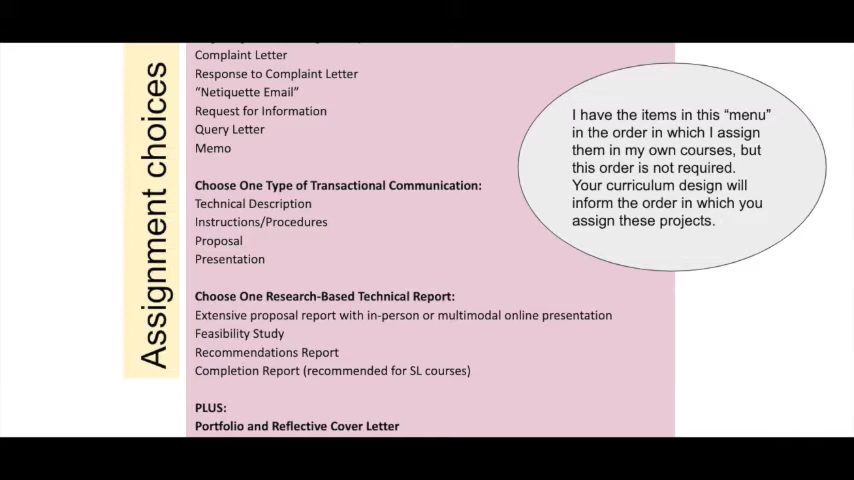 Assignment choices
Complaint Letter
Response to Complaint Letter
“Netiquette Email”
Request for Information
Query Letter
Memo
Choose One Type of Transactional Communication:
Technical Description
Instructions/Procedures
Proposal
Presentation
Choose One Research-Based Technical Report:
Extensive proposal report with in-person or multimodal online presentation
Feasibility Study
Recommendations Report
Completion Report (recommended for SL courses)
PLUS:
Portfolio and Reflective Cover Letter
I have the items in this “menu”
in the order in which I assign
them in my own courses, but
this order is not required.
Your curriculum design will
inform the order in which you
assign these projects.